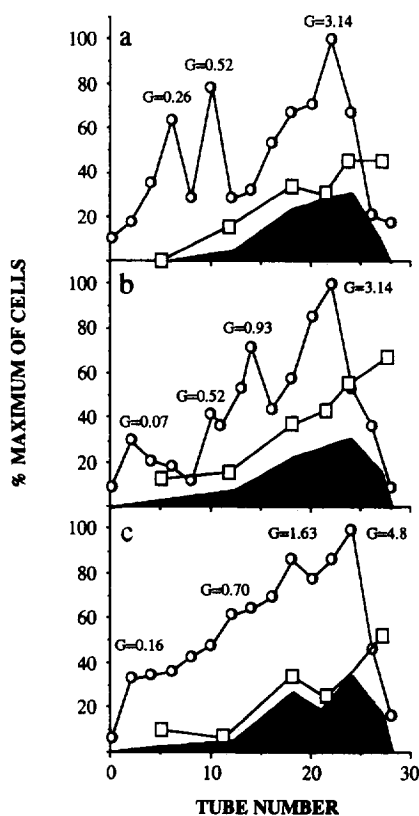 a
G=3.14
G=0.52
G=0.26
100
80
60
40
20
b
G=3.14
G=0.93
G=0.52
G=0.07
100
80
60
40
20
c
G=1.63
G=4.8
G=0.70
G=0.16
100
80
60
40
20
0
10
20
30
TUBE NUMBER
% MAXIMUM OF CELLS